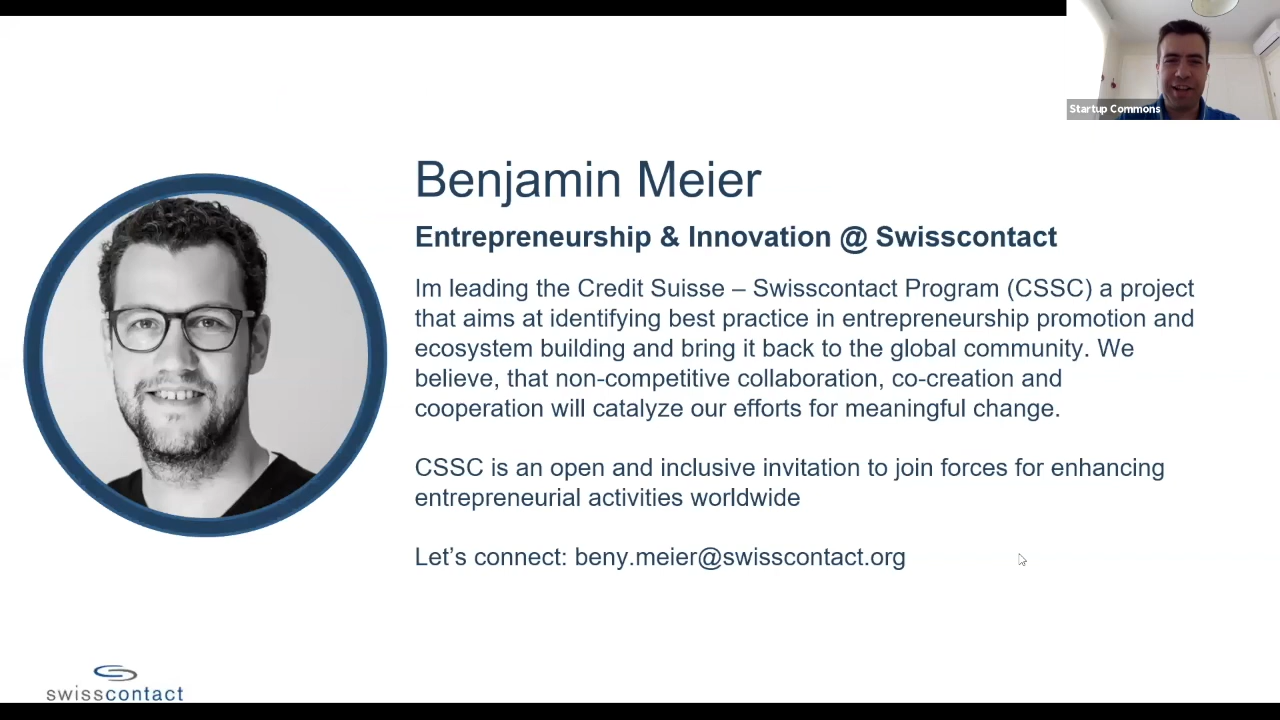 Startup Commons
Benjamin Meier
Entrepreneurship & Innovation @ Swisscontact
Im leading the Credit Suisse – Swisscontact Program (CSSC) a project
that aims at identifying best practice in entrepreneurship promotion and
ecosystem building and bring it back to the global community. We
believe, that non-competitive collaboration, co-creation and
cooperation will catalyze our efforts for meaningful change.
CSSC is an open and inclusive invitation to join forces for enhancing
entrepreneurial activities worldwide
Let’s connect: beny.meier@swisscontact.org
swisscontact